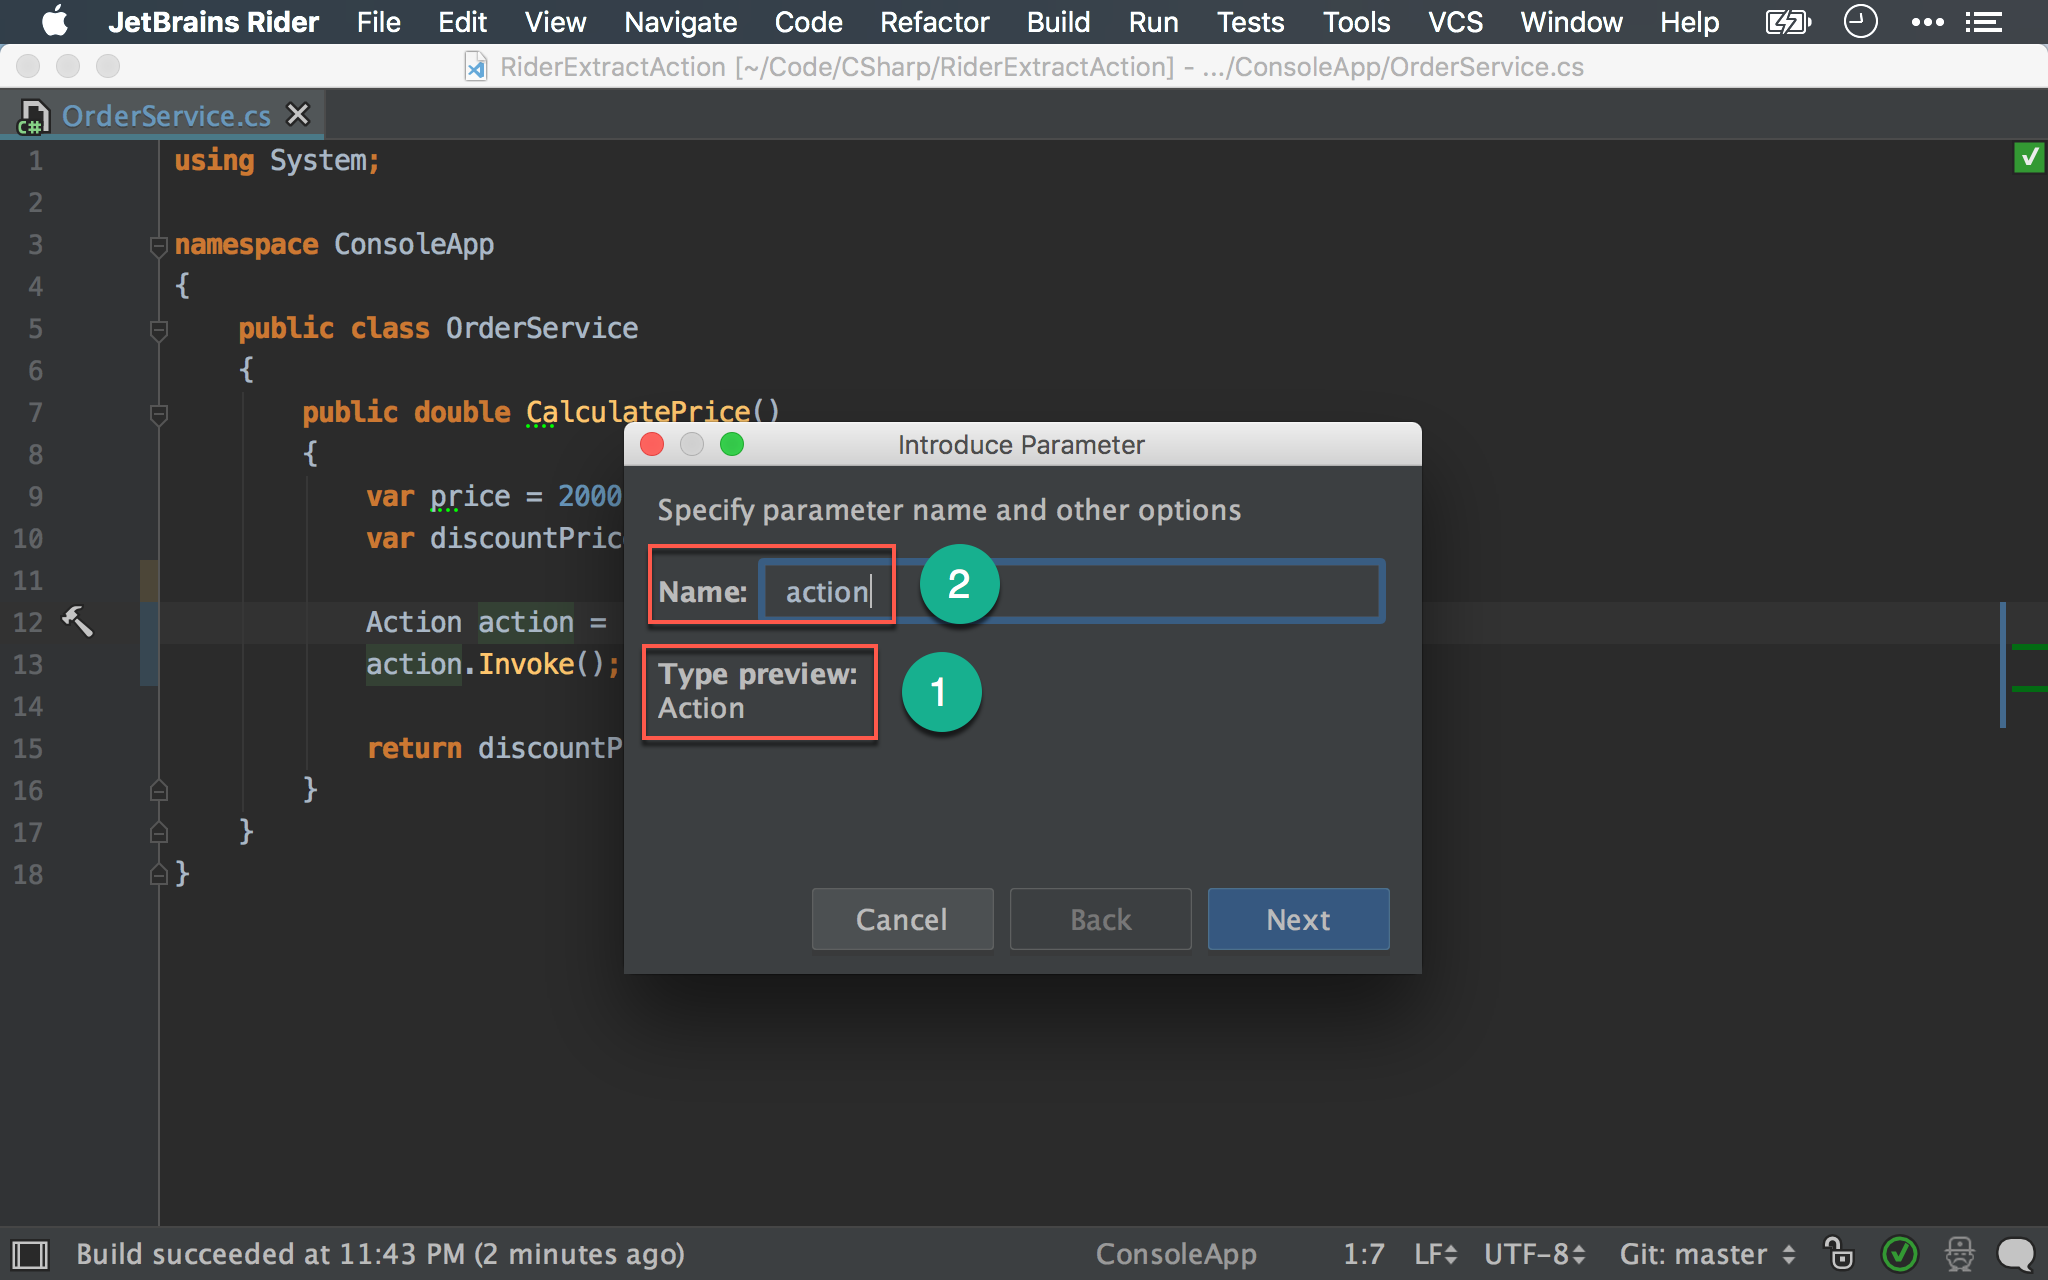 JetBrains Rider File Edit View Navigate Code Refactor Build Run Tests Tools VCS Window Help
RiderExtractAction [~/Code/CSharp/RiderExtractAction] - .../ConsoleApp/OrderService.cs
C# OrderService.cs
1 using System;
2
3 namespace ConsoleApp
4 {
5 public class OrderService
6 {
7 public double CalculatePrice()
8 {
9 var price = 2000
10 var discountPric
11
12 Action action =
13 action.Invoke();
14
15 return discountP
16 }
17 }
18 }
Introduce Parameter
Specify parameter name and other options
Name: action 2
Type preview:
Action
1
Cancel Back Next
Build succeeded at 11:43 PM (2 minutes ago) ConsoleApp 1:7 LF UTF-8 Git: master